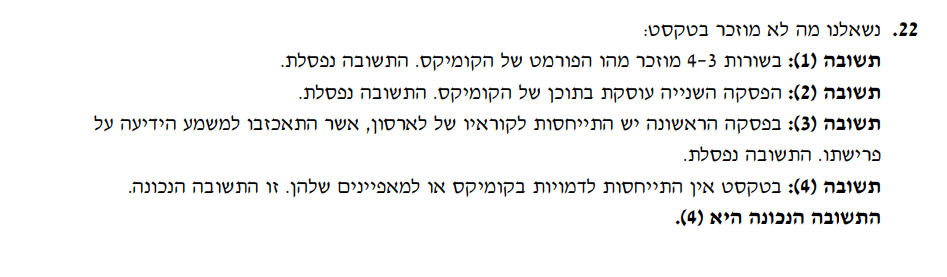 22. נשאלנו מה לא מוזכר בטקסט:
תשובה (1): בשורות 4-3 מוזכר מהו הפורמט של הקומיקס. התשובה נפסלת.
תשובה (2): הפסקה השנייה עוסקת בתוכן של הקומיקס. התשובה נפסלת.
תשובה (3): בפסקה הראשונה יש התייחסות לקוראיו של לארסון, אשר התאכזבו למשמע הידיעה על
פרישתו. התשובה נפסלת.
תשובה (4): בטקסט אין התייחסות לדמויות בקומיקס או למאפיינים שלהן. זו התשובה הנכונה.
התשובה הנכונה היא (4).